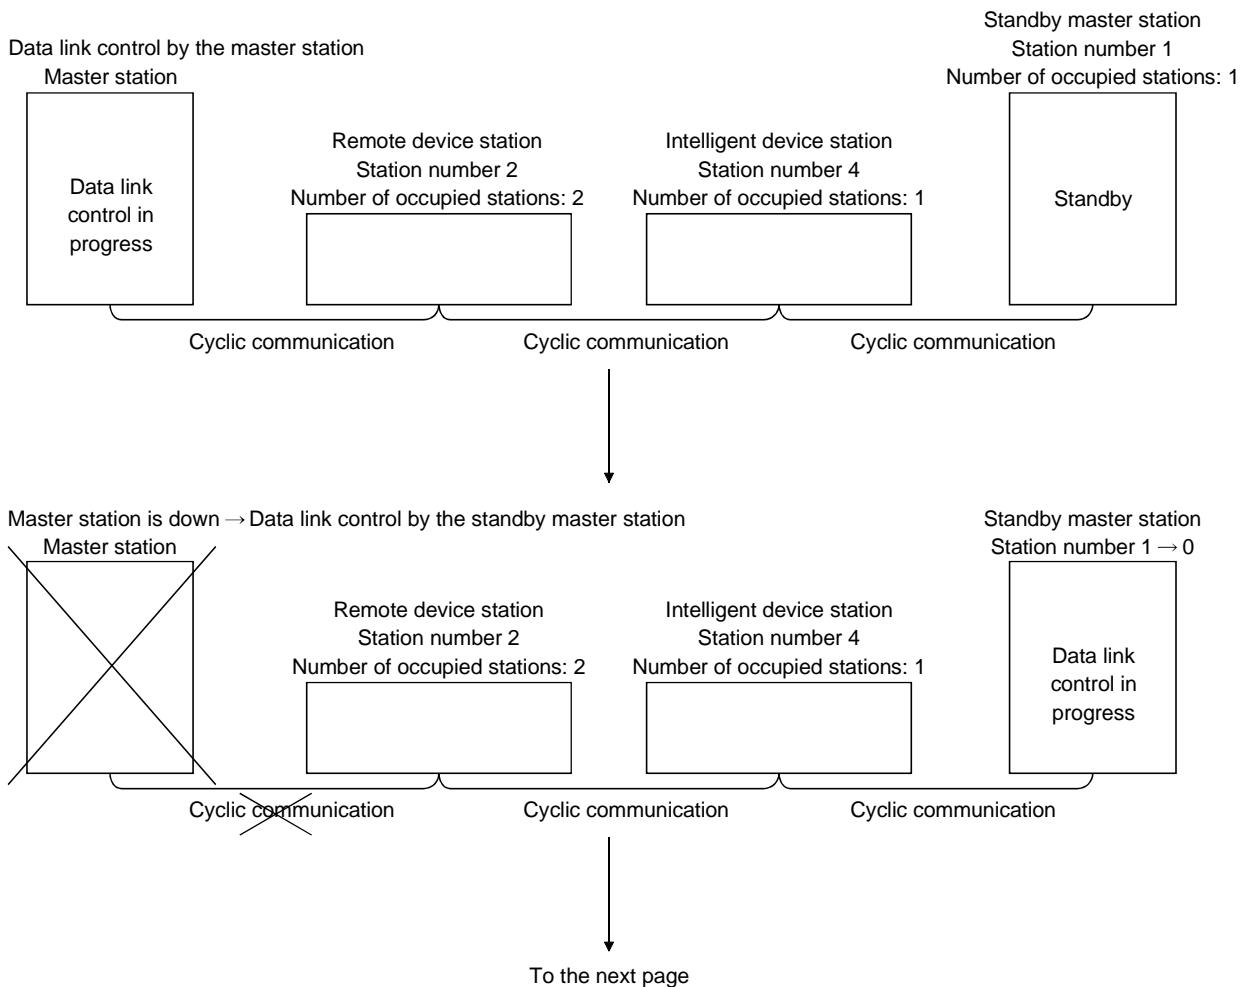 Data link control by the master station
Master station
Data link
control in
progress
Remote device station
Station number 2
Number of occupied stations: 2
Intelligent device station
Station number 4
Number of occupied stations: 1
Standby master station
Station number 1
Number of occupied stations: 1
Standby
Cyclic communication
Cyclic communication
Cyclic communication
Master station is down → Data link control by the standby master station
Master station
Remote device station
Station number 2
Number of occupied stations: 2
Intelligent device station
Station number 4
Number of occupied stations: 1
Standby master station
Station number 1 → 0
Data link
control in
progress
Cyclic communication
Cyclic communication
Cyclic communication
To the next page